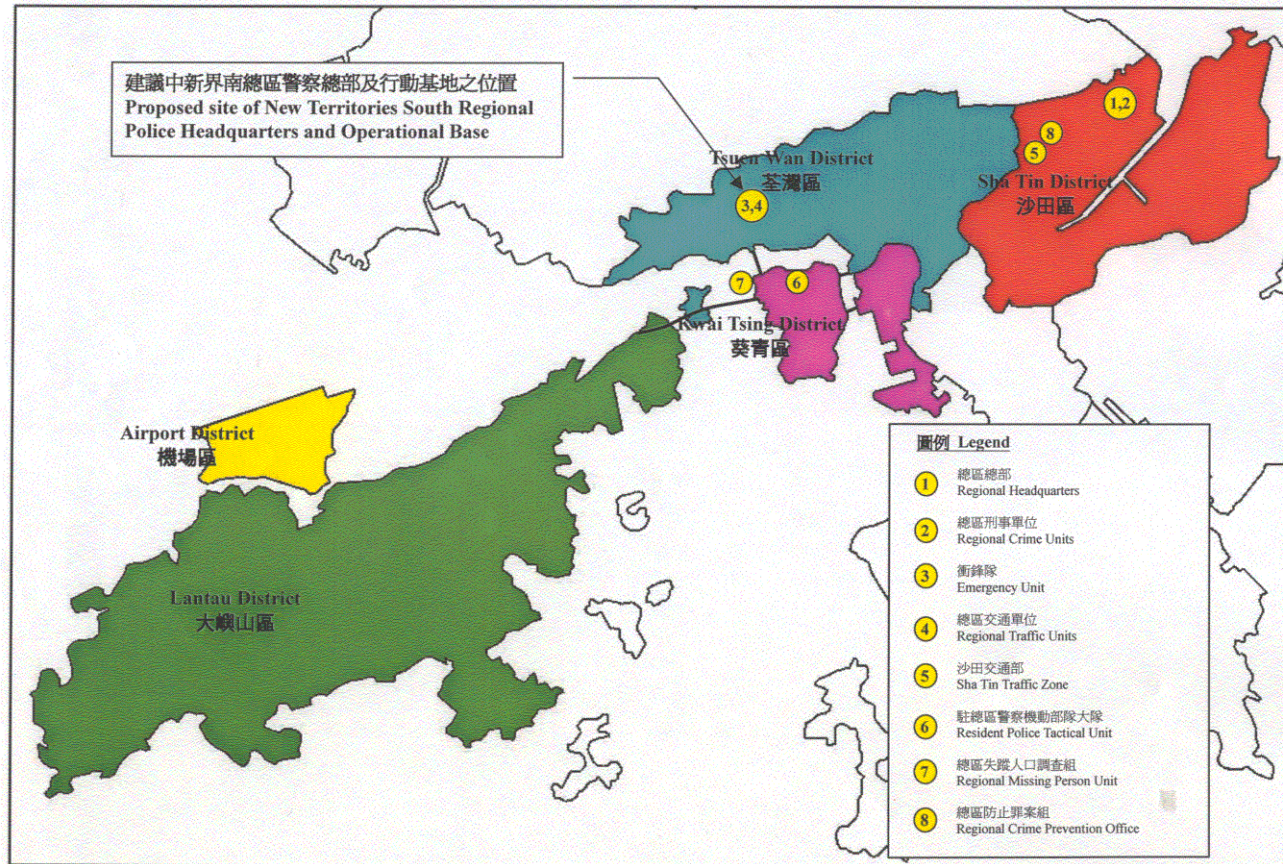 建議中新界南總區警察總部及行動基地之位置
Proposed site of New Territories South Regional
Police Headquarters and Operational Base
1,2
8
5
Tsuen Wan District
荃灣區
Sha Tin District
沙田區
3,4
7
6
Kwai Tsing District
葵青區
Airport District
機場區
Lantau District
大嶼山區
圖例 Legend
1 總區總部
Regional Headquarters
2 總區刑事單位
Regional Crime Units
3 衝鋒隊
Emergency Unit
4 總區交通單位
Regional Traffic Units
5 沙田交通部
Sha Tin Traffic Zone
6 駐總區警察機動部隊大隊
Resident Police Tactical Unit
7 總區失蹤人口調查組
Regional Missing Person Unit
8 總區防止罪案組
Regional Crime Prevention Office